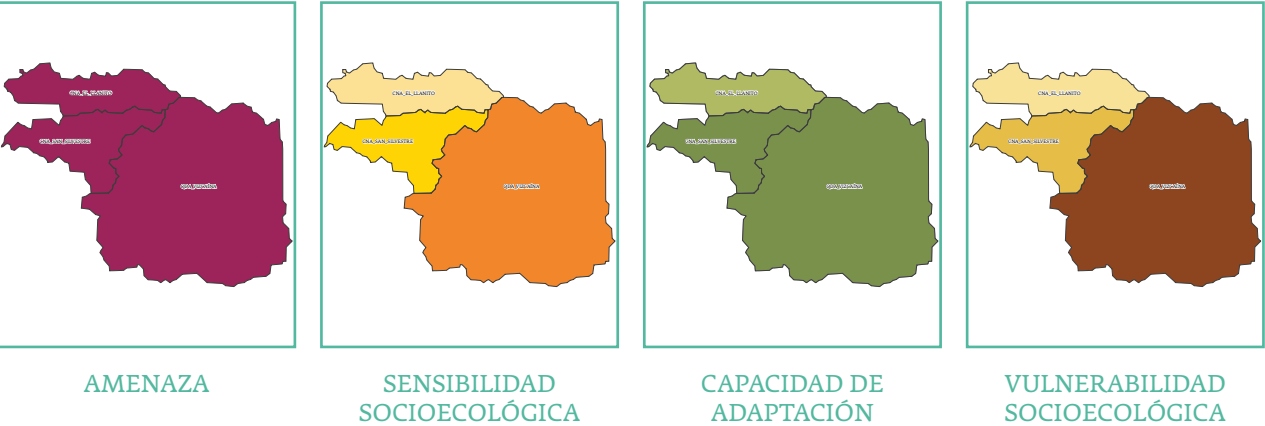 CNA_EL_LLANITO
CNA_SAN_SILVESTRE
CNA_EL_LLANITO
CNA_SAN_SILVESTRE
CNA_EL_LLANITO
CNA_SAN_SILVESTRE
CNA_EL_LLANITO
CNA_SAN_SILVESTRE
AMENAZA
SENSIBILIDAD
SOCIOECOLÓGICA
CAPACIDAD DE
ADAPTACIÓN
VULNERABILIDAD
SOCIOECOLÓGICA